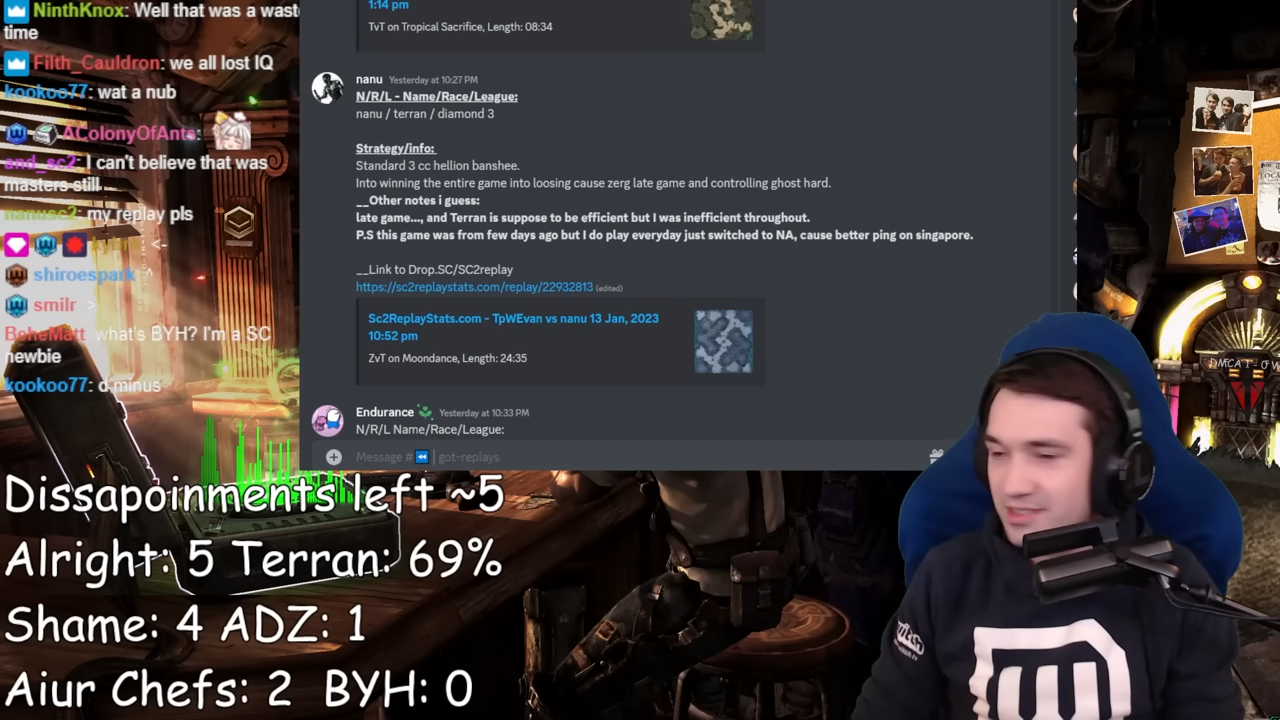 NinthKnox: Well that was a wast
time
Filth_Cauldron: we all lost IQ
kookoo77: wat a nub
AColonyOfAnts:
and_sc2: I can't believe that was
masters still
nanusc2: my replay pls
<-
shiroespark ^
smilr >
BoheMatt what's BYH? I'm a SC
newbie
kookoo77: d minus
1:14 pm
TvT on Tropical Sacrifice, Length: 08:34
nanu Yesterday at 10:27 PM
N/R/L - Name/Race/League:
nanu / terran / diamond 3
Strategy/info:
Standard 3 cc hellion banshee.
Into winning the entire game into loosing cause zerg late game and controlling ghost hard.
__Other notes i guess:
late game..., and Terran is suppose to be efficient but I was inefficient throughout.
P.S this game was from few days ago but I do play everyday just switched to NA, cause better ping on singapore.
__Link to Drop.SC/SC2replay
https://sc2replaystats.com/replay/22932813 (edited)
Sc2ReplayStats.com - TpWEvan vs nanu 13 Jan, 2023
10:52 pm
ZvT on Moondance, Length: 24:35
Endurance Yesterday at 10:33 PM
N/R/L Name/Race/League:
Message # got-replays
Dissapoinments left ~5
Alright: 5 Terran: 69%
Shame: 4 ADZ: 1
Aiur Chefs: 2 BYH: 0